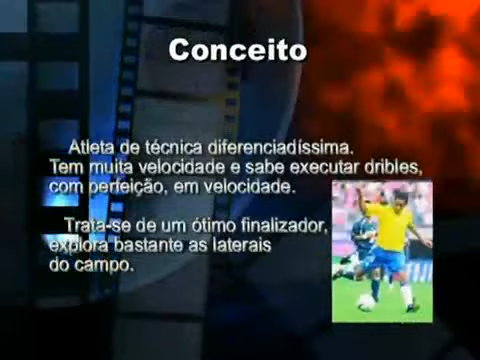 Conceito
Atleta de técnica diferenciadíssima.
Tem muita velocidade e sabe executar dribles,
com perfeição, em velocidade.
Trata-se de um ótimo finalizador,
explora bastante as laterais
do campo.